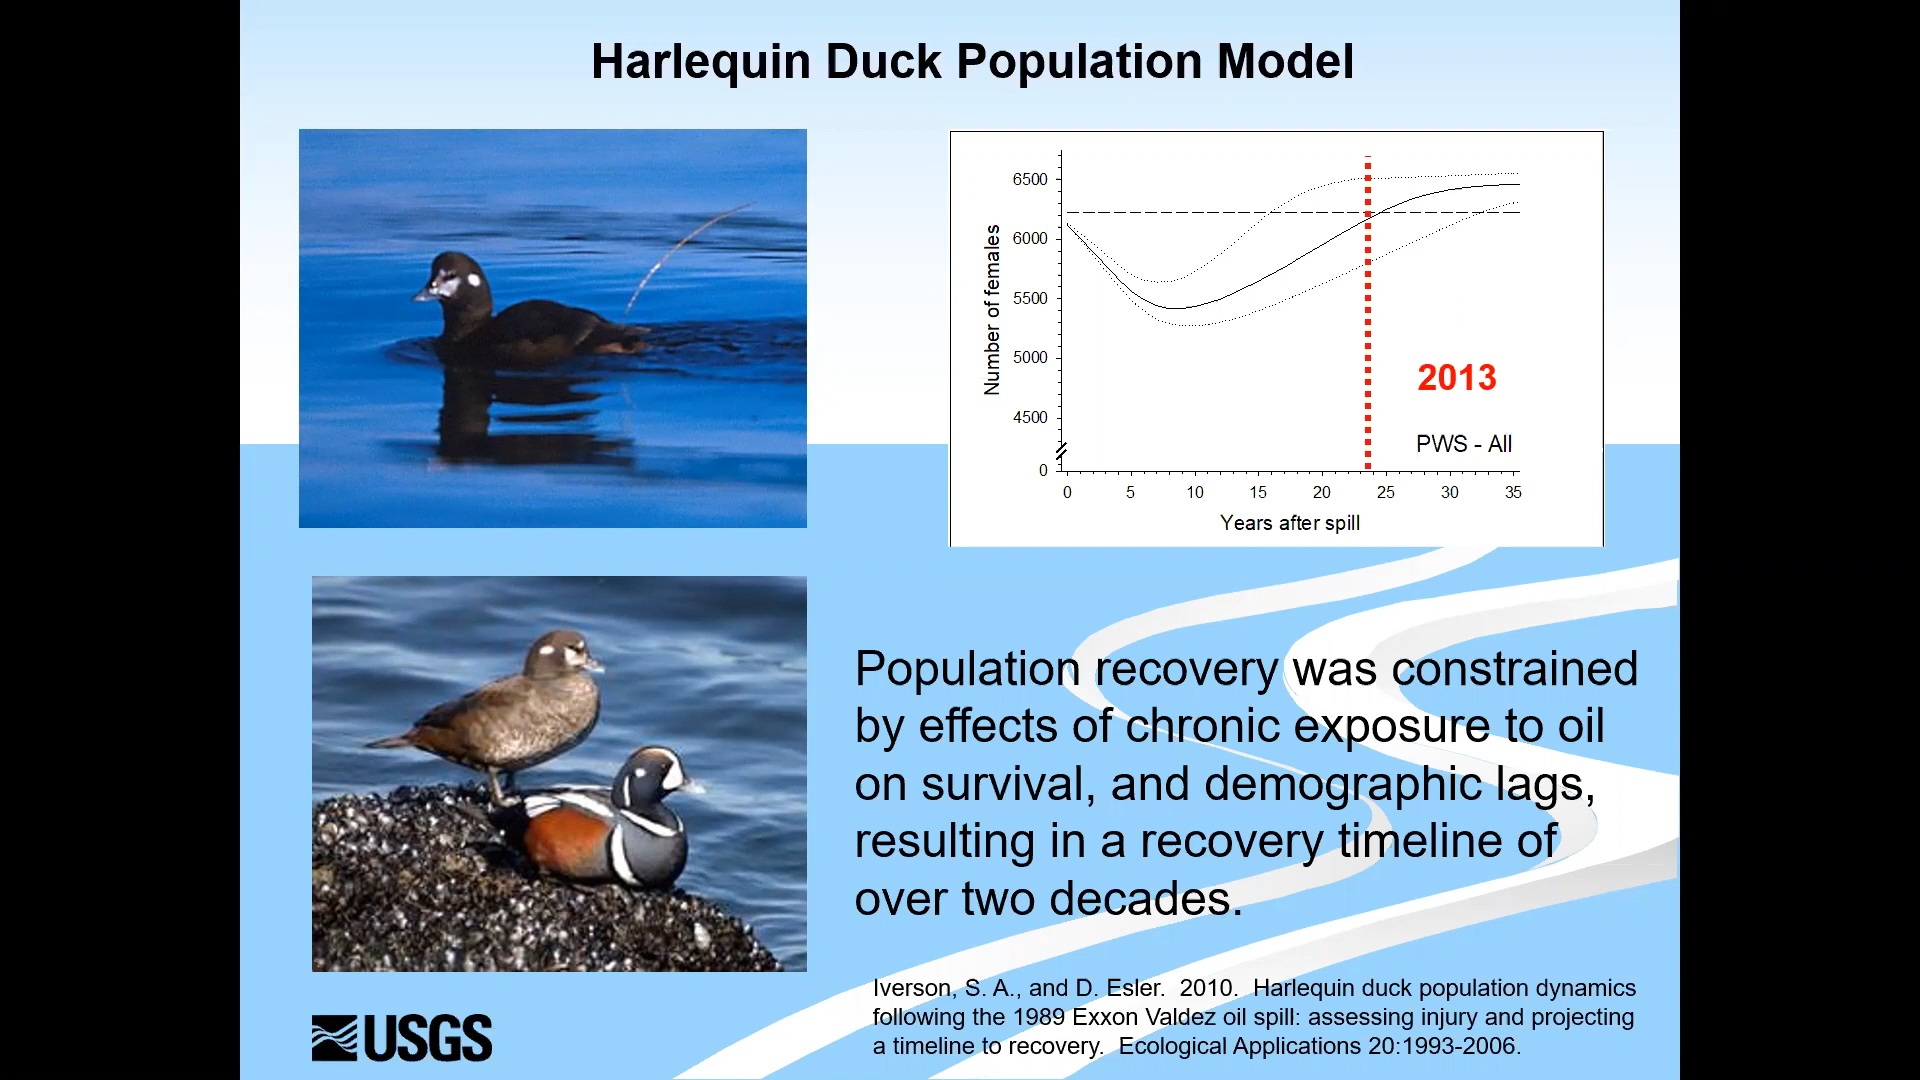 Harlequin Duck Population Model
6500
6000
5500
5000
4500
0
Number of females
2013
PWS - All
0 5 10 15 20 25 30 35
Years after spill
Population recovery was constrained
by effects of chronic exposure to oil
on survival, and demographic lags,
resulting in a recovery timeline of
over two decades.
Iverson, S. A., and D. Esler. 2010. Harlequin duck population dynamics
following the 1989 Exxon Valdez oil spill: assessing injury and projecting
a timeline to recovery. Ecological Applications 20:1993-2006.
USGS